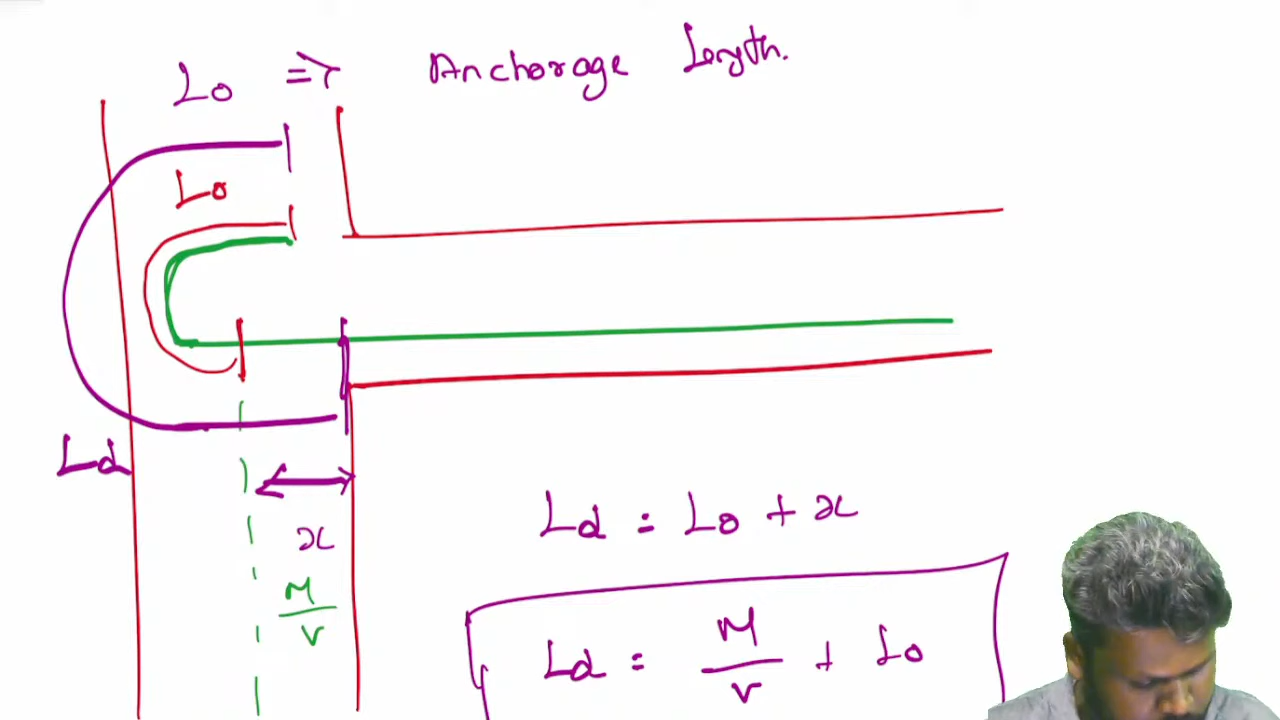 Lo => Anchorage Length.
Lo
Ld
x
M/V
Ld = Lo + x
Ld = M/V + Lo